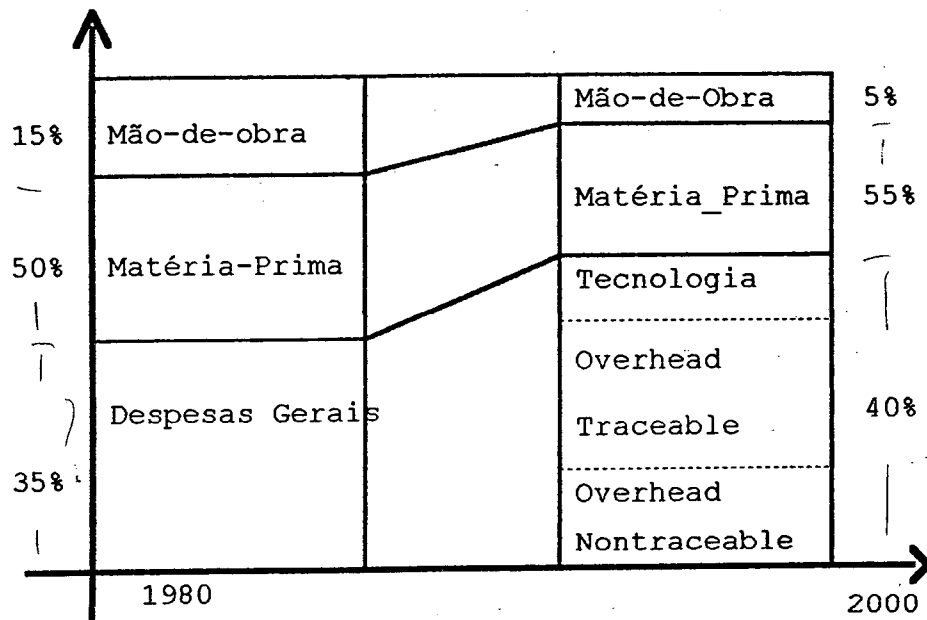 Mão-de-obra
Mão-de-Obra
5%
15%
Matéria_Prima
55%
50%
Matéria-Prima
Tecnologia
Overhead
Traceable
Despesas Gerais
40%
35%
Overhead
Nontraceable
1980
2000